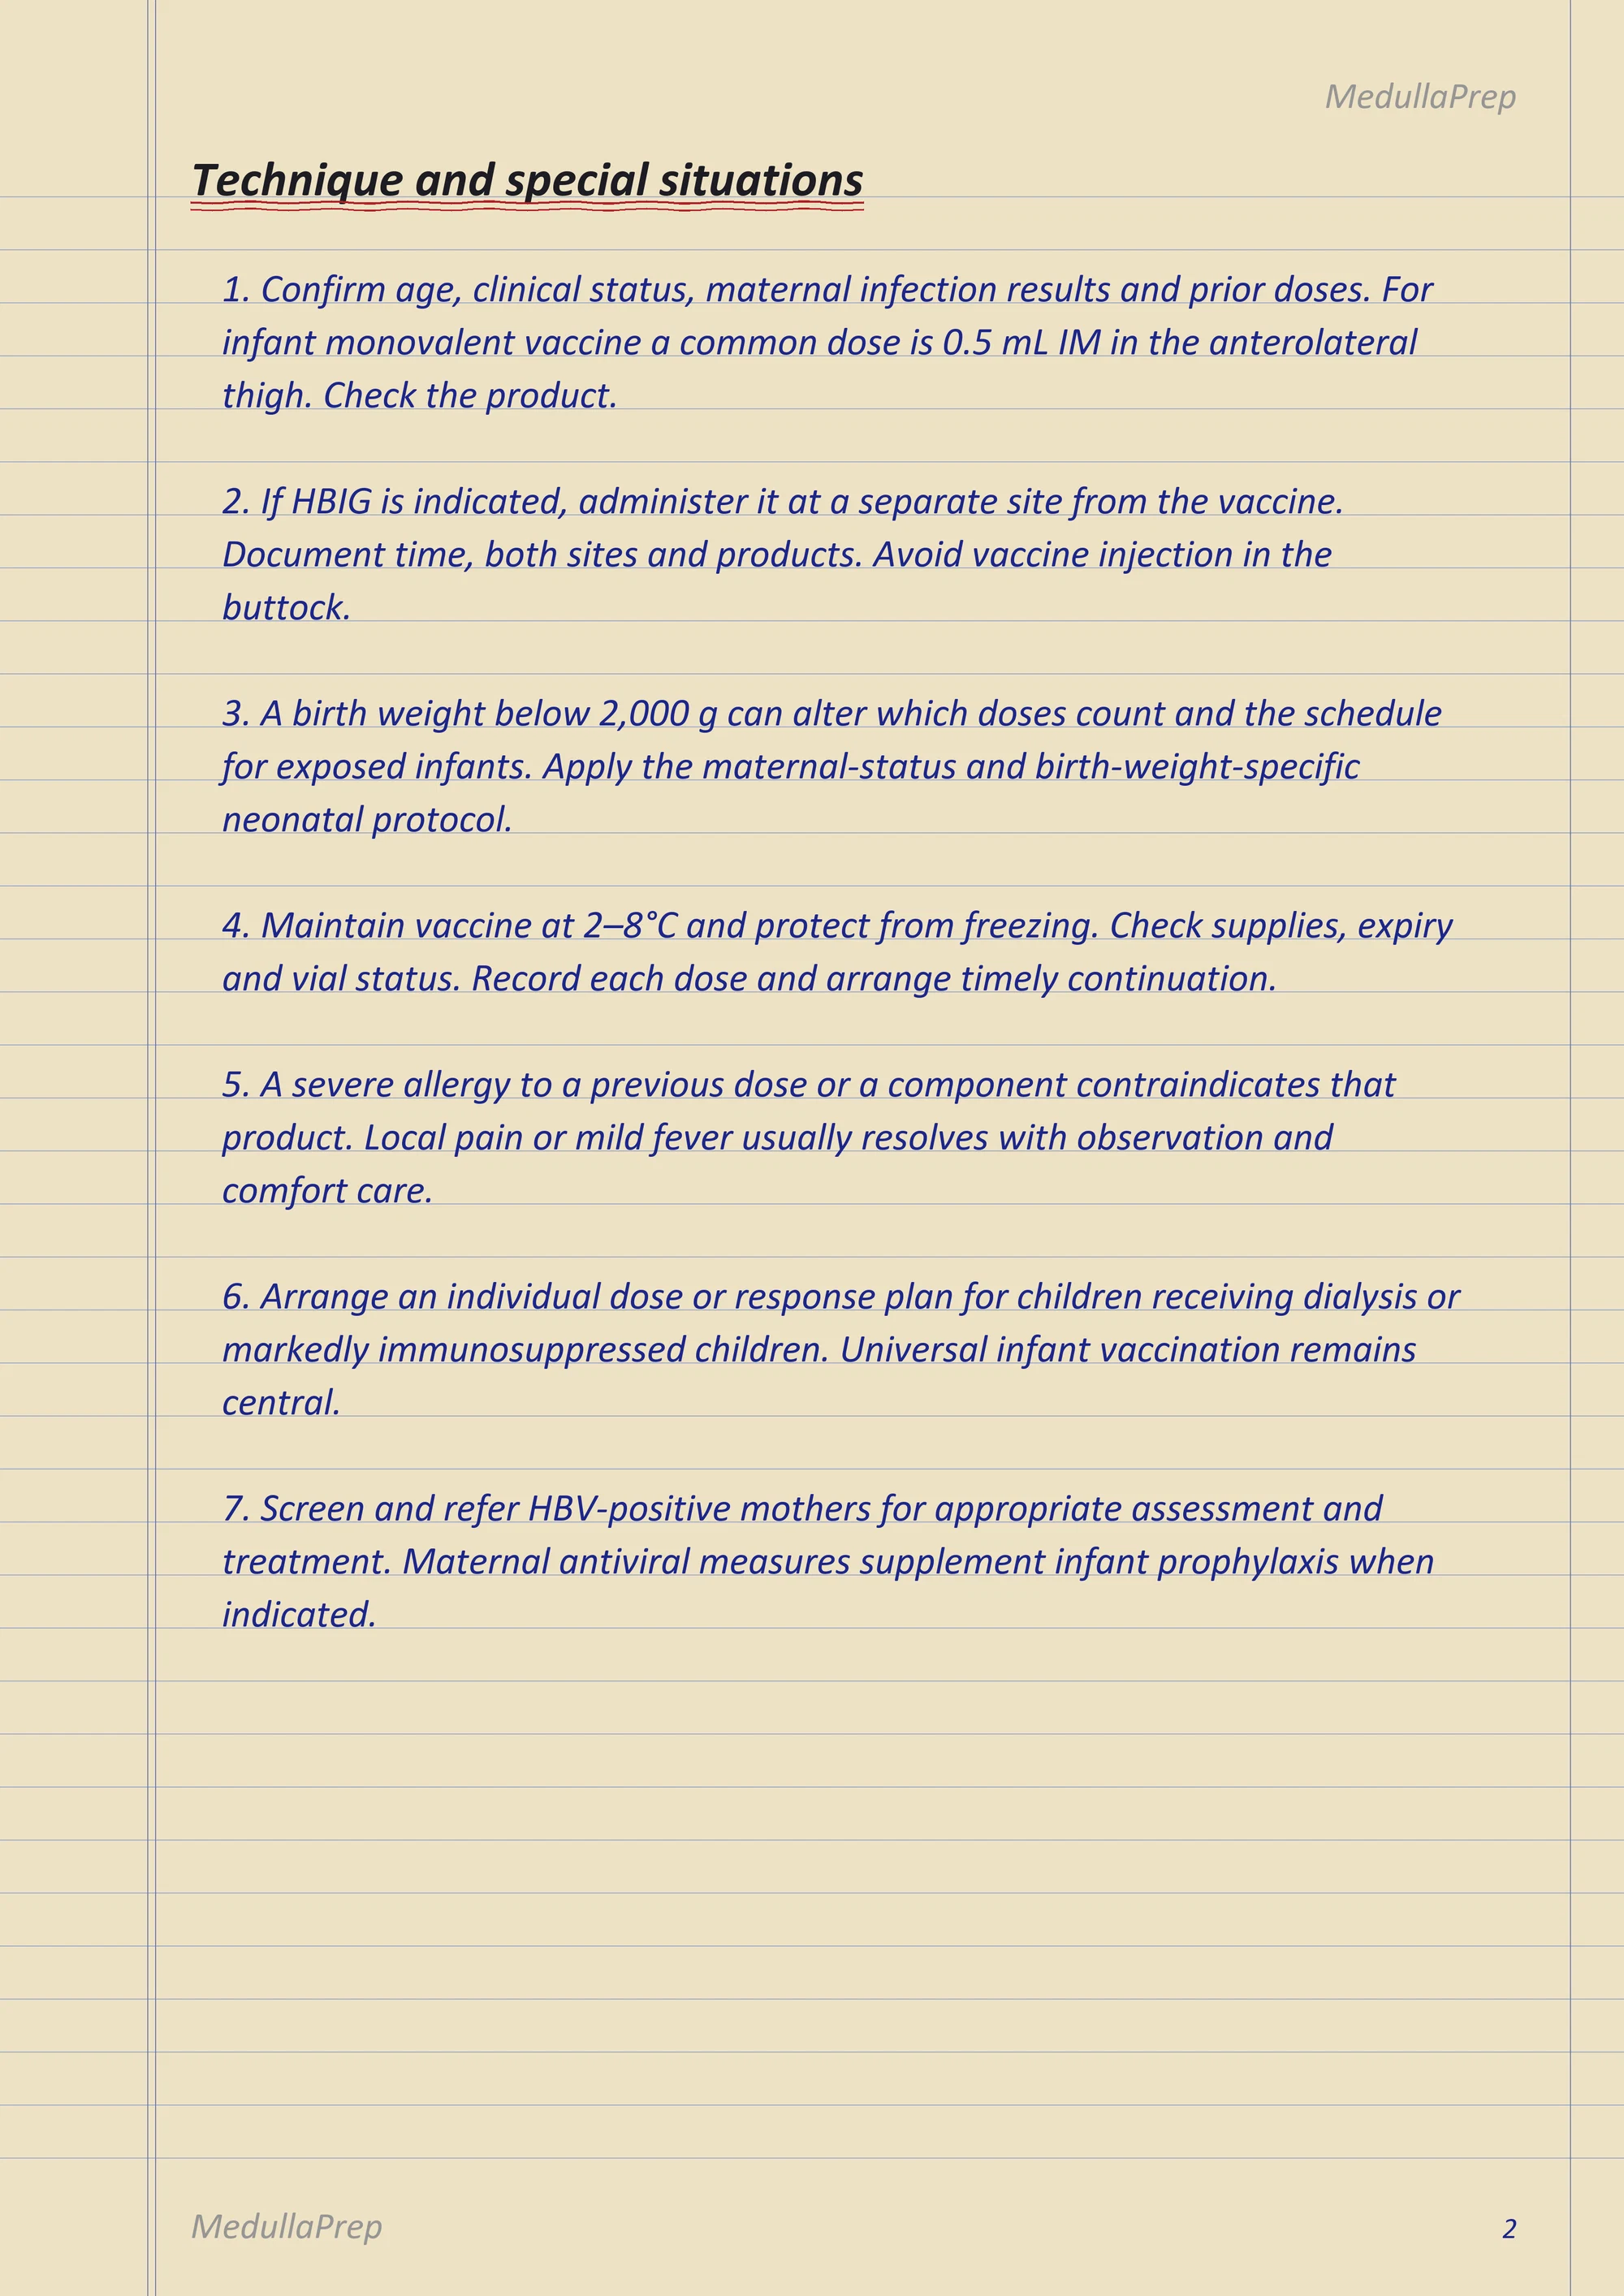 MedullaPrep
Technique and special situations
1. Confirm age, clinical status, maternal infection results and prior doses. For
infant monovalent vaccine a common dose is 0.5 mL IM in the anterolateral
thigh. Check the product.
2. If HBIG is indicated, administer it at a separate site from the vaccine.
Document time, both sites and products. Avoid vaccine injection in the
buttock.
3. A birth weight below 2,000 g can alter which doses count and the schedule
for exposed infants. Apply the maternal-status and birth-weight-specific
neonatal protocol.
4. Maintain vaccine at 2–8°C and protect from freezing. Check supplies, expiry
and vial status. Record each dose and arrange timely continuation.
5. A severe allergy to a previous dose or a component contraindicates that
product. Local pain or mild fever usually resolves with observation and
comfort care.
6. Arrange an individual dose or response plan for children receiving dialysis or
markedly immunosuppressed children. Universal infant vaccination remains
central.
7. Screen and refer HBV-positive mothers for appropriate assessment and
treatment. Maternal antiviral measures supplement infant prophylaxis when
indicated.
MedullaPrep
2